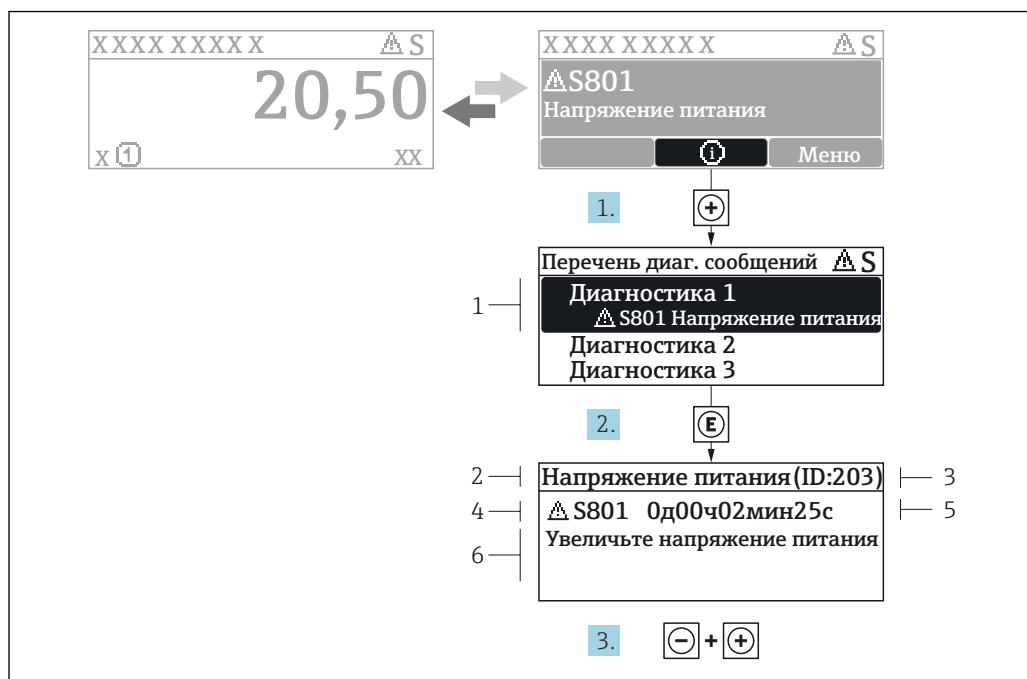 XXXX XXXXX ⚠ S
20,50
x 1 XX
XXXX XXXXX ⚠ S
⚠ S801
Напряжение питания
i Меню
1. +
Перечень диаг. сообщений ⚠ S
1
Диагностика 1
⚠ S801 Напряжение питания
Диагностика 2
Диагностика 3
2. E
2 Напряжение питания (ID:203) 3
4 ⚠ S801 0д00ч02мин25с 5
6 Увеличьте напряжение питания
3. − + +